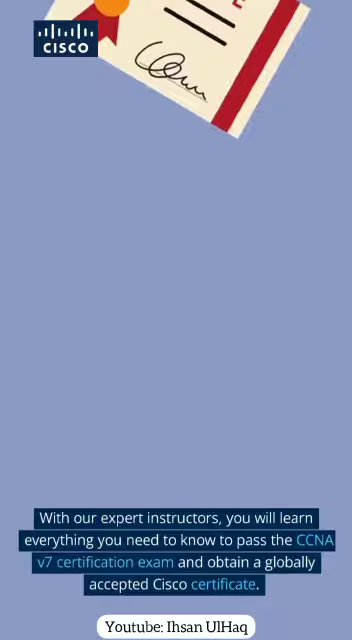 CISCO
With our expert instructors, you will learn
everything you need to know to pass the CCNA
v7 certification exam and obtain a globally
accepted Cisco certificate.
Youtube: Ihsan UlHaq